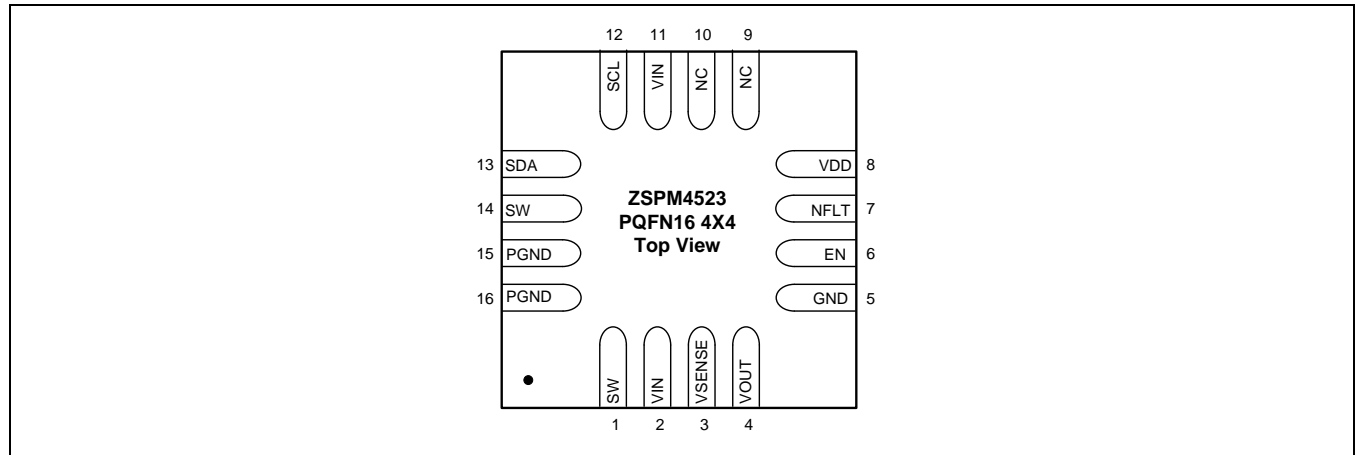 12 11 10 9
SCL VIN NC NC
13 SDA VDD 8
14 SW NFLT 7
15 PGND EN 6
16 PGND GND 5
ZSPM4523
PQFN16 4X4
Top View
SW VIN VSENSE VOUT
1 2 3 4